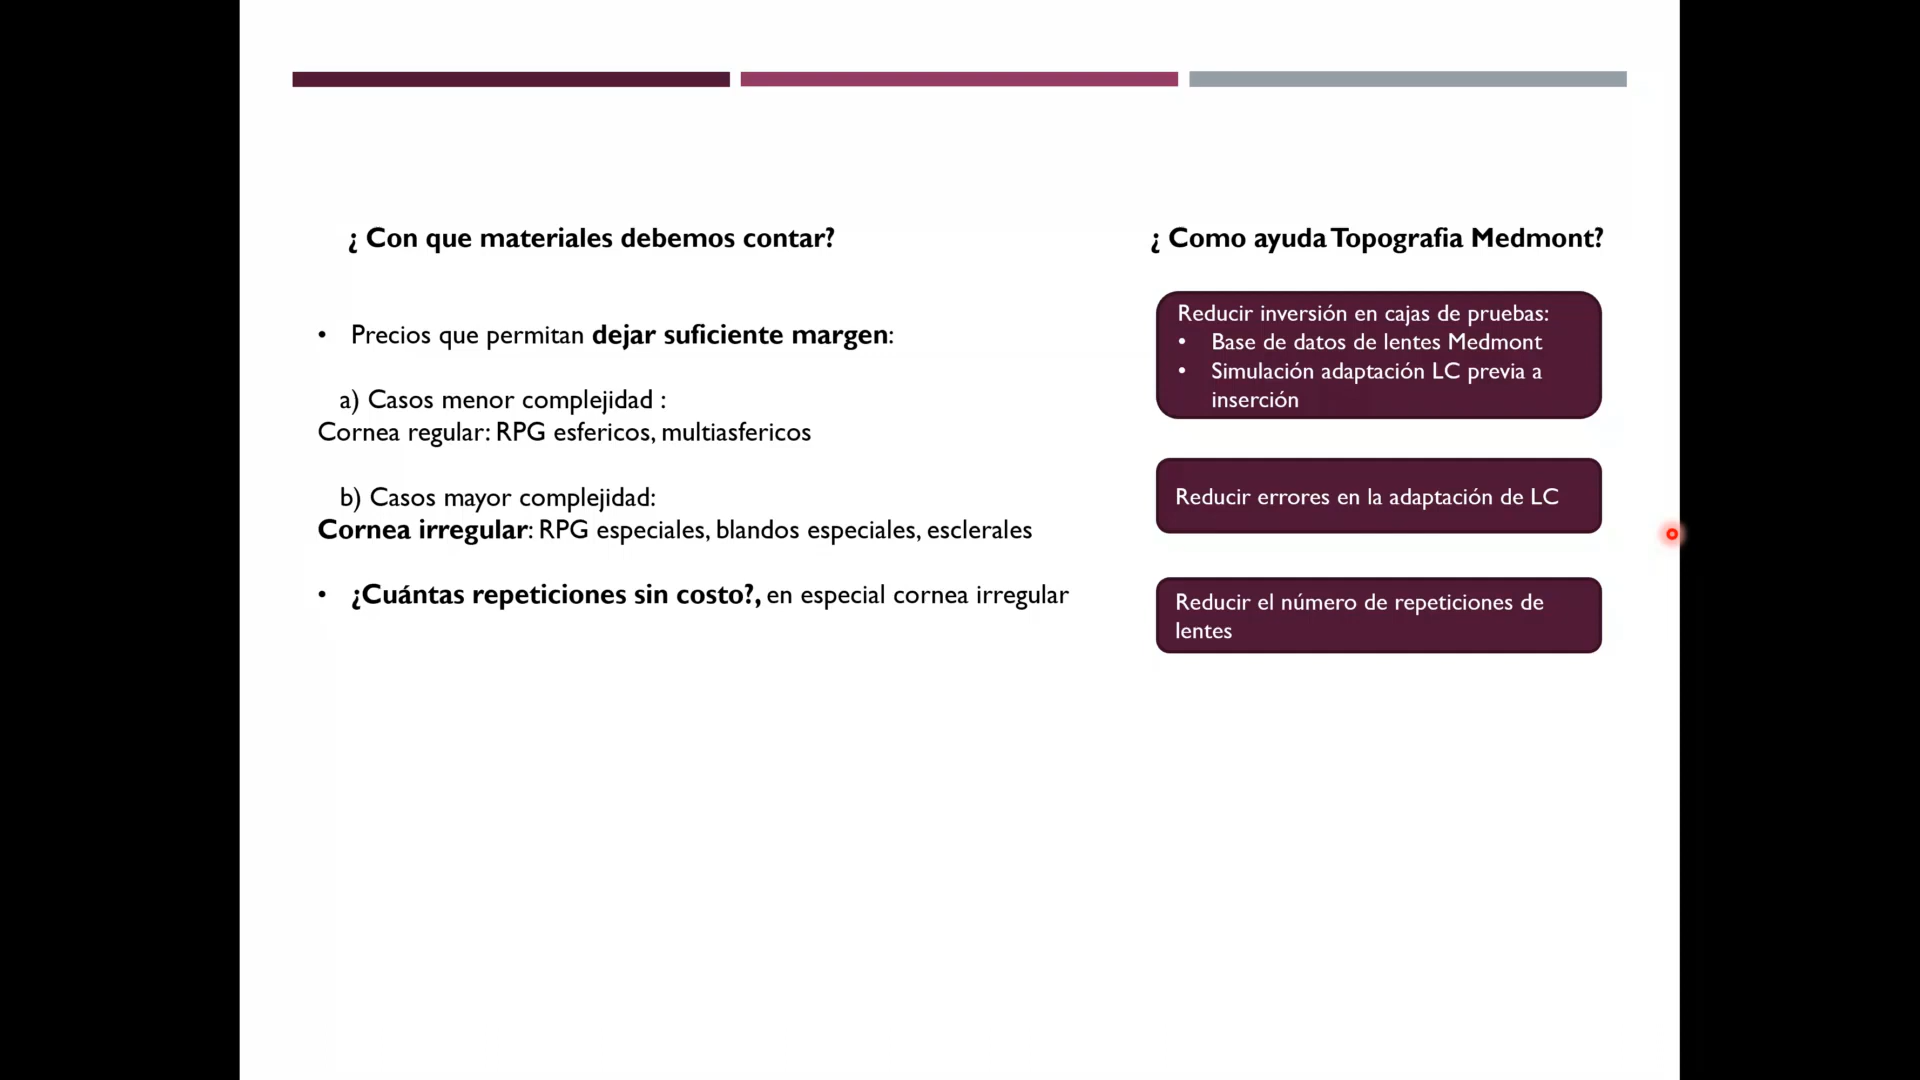 ¿ Con que materiales debemos contar?
• Precios que permitan dejar suficiente margen:
a) Casos menor complejidad :
Cornea regular: RPG esfericos, multiasfericos
b) Casos mayor complejidad:
Cornea irregular: RPG especiales, blandos especiales, esclerales
• ¿Cuántas repeticiones sin costo?, en especial cornea irregular
¿ Como ayuda Topografia Medmont?
Reducir inversión en cajas de pruebas:
• Base de datos de lentes Medmont
• Simulación adaptación LC previa a
inserción
Reducir errores en la adaptación de LC
Reducir el número de repeticiones de
lentes